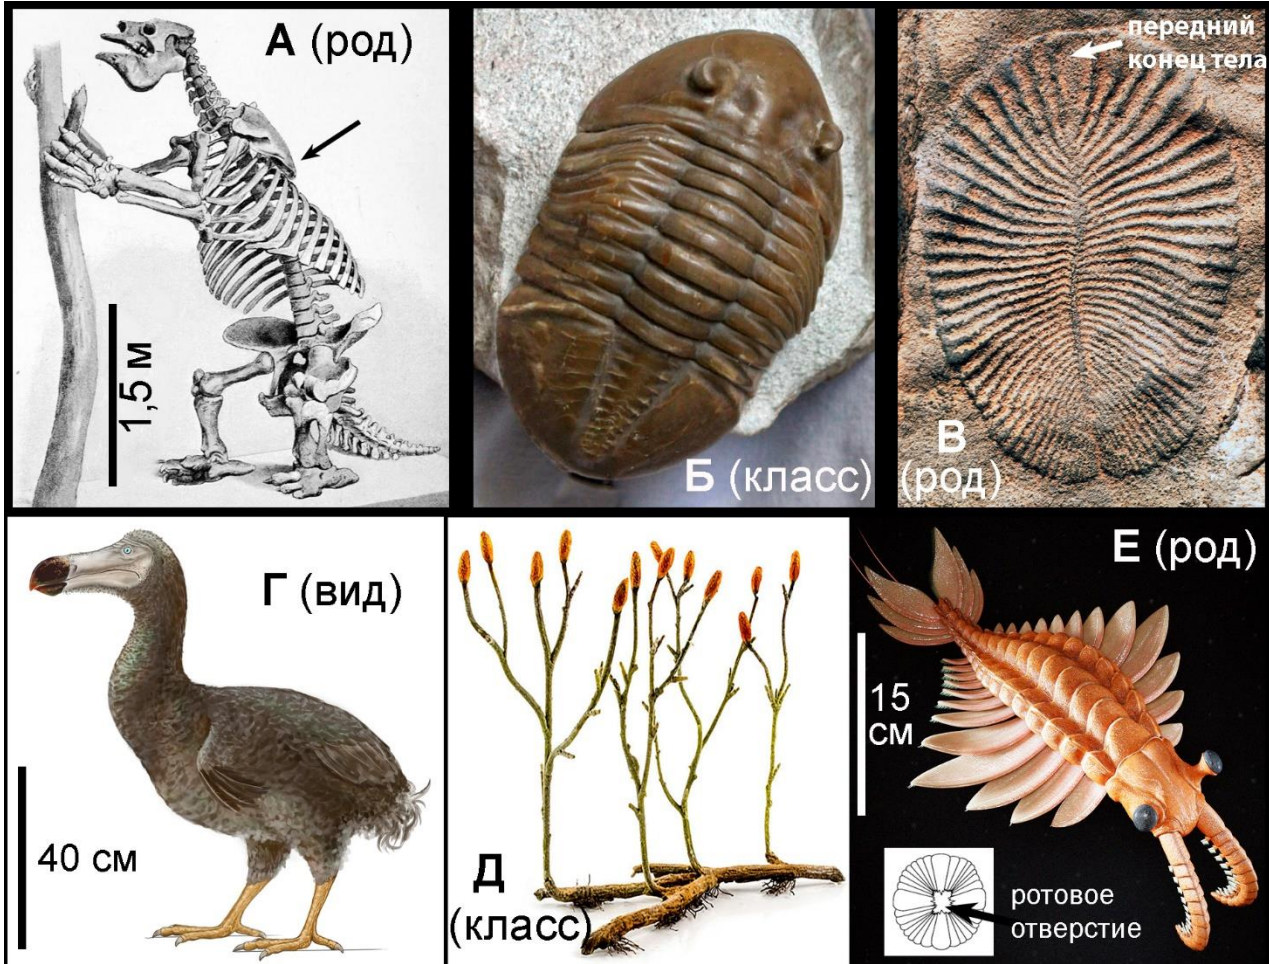 А (род)
1,5 м
Б (класс)
передний
конец тела
В
(род)
Г (вид)
40 см
Д
(класс)
Е (род)
15
см
ротовое
отверстие